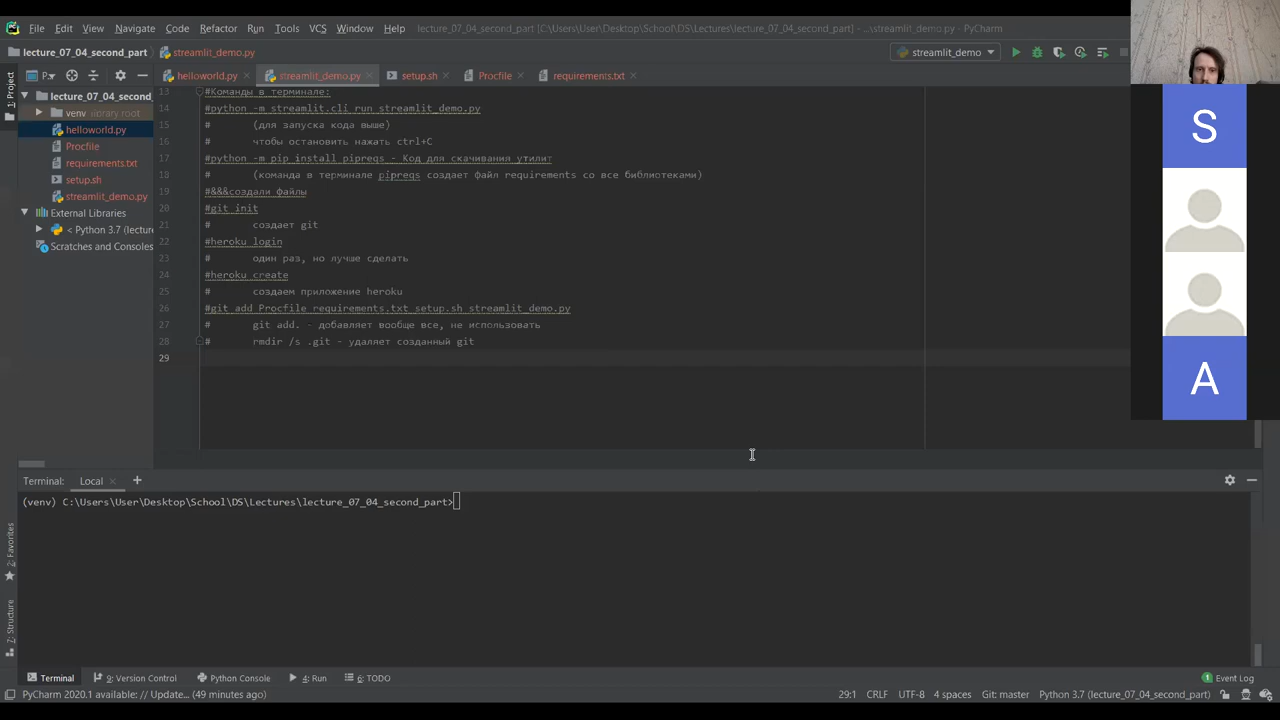 File Edit View Navigate Code Refactor Run Tools VCS Window Help lecture_07_04_second_part [C:\Users\User\Desktop\School\DS\Lectures\lecture_07_04_second_part] - ...\streamlit_demo.py - PyCharm
lecture_07_04_second_part streamlit_demo.py streamlit_demo
1: Project
P..
helloworld.py streamlit_demo.py setup.sh Procfile requirements.txt
lecture_07_04_second_
venv library root
helloworld.py
Procfile
requirements.txt
setup.sh
streamlit_demo.py
External Libraries
< Python 3.7 (lectur
Scratches and Consoles
13 #Команды в терминале:
14 #python -m streamlit.cli run streamlit_demo.py
15 # (для запуска кода выше)
16 # чтобы остановить нажать ctrl+C
17 #python -m pip install pipreqs - Код для скачивания утилит
18 # (команда в терминале pipreqs создает файл requirements со все библиотеками)
19 #&&&создали файлы
20 #git init
21 # создает git
22 #heroku login
23 # один раз, но лучше сделать
24 #heroku create
25 # создаем приложение heroku
26 #git add Procfile requirements.txt setup.sh streamlit_demo.py
27 # git add. - добавляет вообще все, не использовать
28 # rmdir /s .git - удаляет созданный git
29
S
A
Terminal: Local +
(venv) C:\Users\User\Desktop\School\DS\Lectures\lecture_07_04_second_part>
2: Favorites
7: Structure
Terminal 9: Version Control Python Console 4: Run 6: TODO 1 Event Log
PyCharm 2020.1 available: // Update... (49 minutes ago) 29:1 CRLF UTF-8 4 spaces Git: master Python 3.7 (lecture_07_04_second_part)